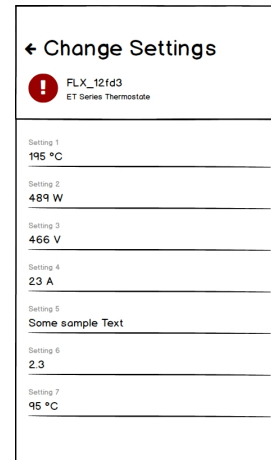 ← Change Settings
!
FLX_12fd3
ET Series Thermostate
Setting 1
195 °C
Setting 2
489 W
Setting 3
466 V
Setting 4
23 A
Setting 5
Some sample Text
Setting 6
2.3
Setting 7
95 °C